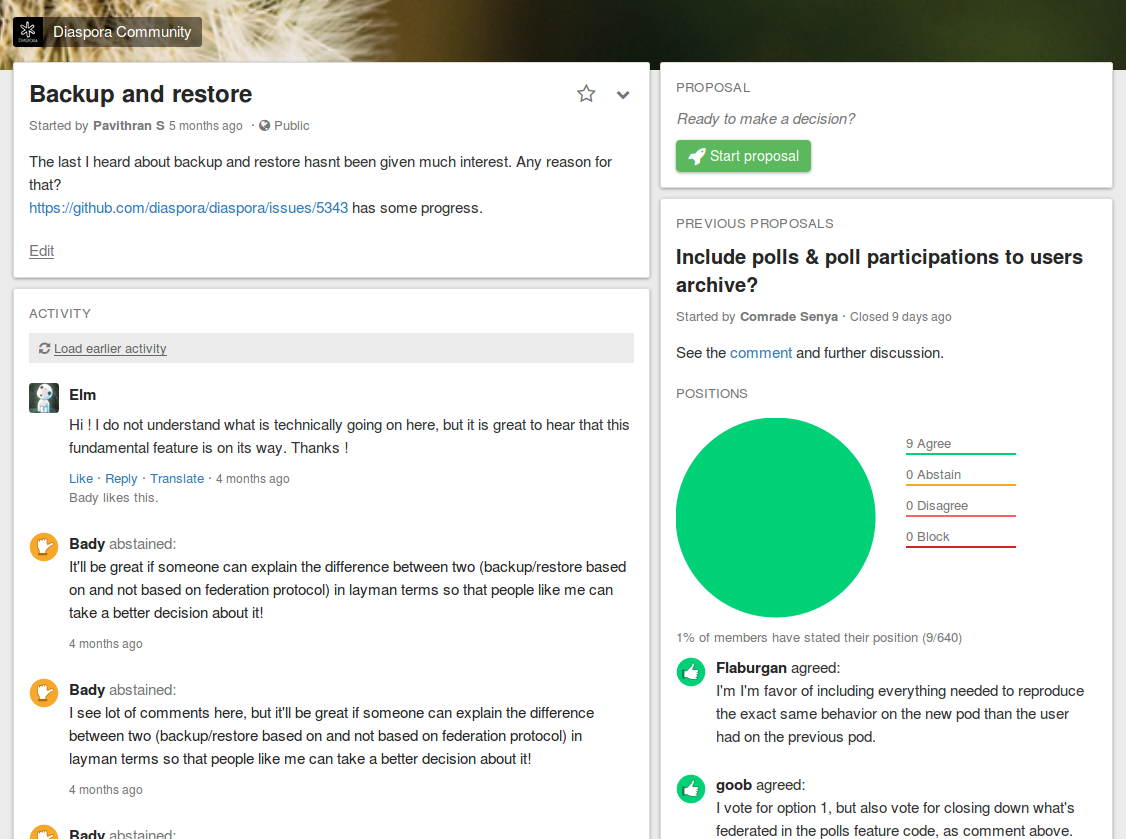 DIASPORA
Diaspora Community
Backup and restore
Started by Pavithran S 5 months ago · Public
The last I heard about backup and restore hasnt been given much interest. Any reason for
that?
https://github.com/diaspora/diaspora/issues/5343 has some progress.
Edit
ACTIVITY
Load earlier activity
Elm
Hi ! I do not understand what is technically going on here, but it is great to hear that this
fundamental feature is on its way. Thanks !
Like · Reply · Translate · 4 months ago
Bady likes this.
Bady abstained:
It'll be great if someone can explain the difference between two (backup/restore based
on and not based on federation protocol) in layman terms so that people like me can
take a better decision about it!
4 months ago
Bady abstained:
I see lot of comments here, but it'll be great if someone can explain the difference
between two (backup/restore based on and not based on federation protocol) in
layman terms so that people like me can take a better decision about it!
4 months ago
Bady abstained:
PROPOSAL
Ready to make a decision?
Start proposal
PREVIOUS PROPOSALS
Include polls & poll participations to users
archive?
Started by Comrade Senya · Closed 9 days ago
See the comment and further discussion.
POSITIONS
9 Agree
0 Abstain
0 Disagree
0 Block
1% of members have stated their position (9/640)
Flaburgan agreed:
I'm I'm favor of including everything needed to reproduce
the exact same behavior on the new pod than the user
had on the previous pod.
goob agreed:
I vote for option 1, but also vote for closing down what's
federated in the polls feature code, as comment above.